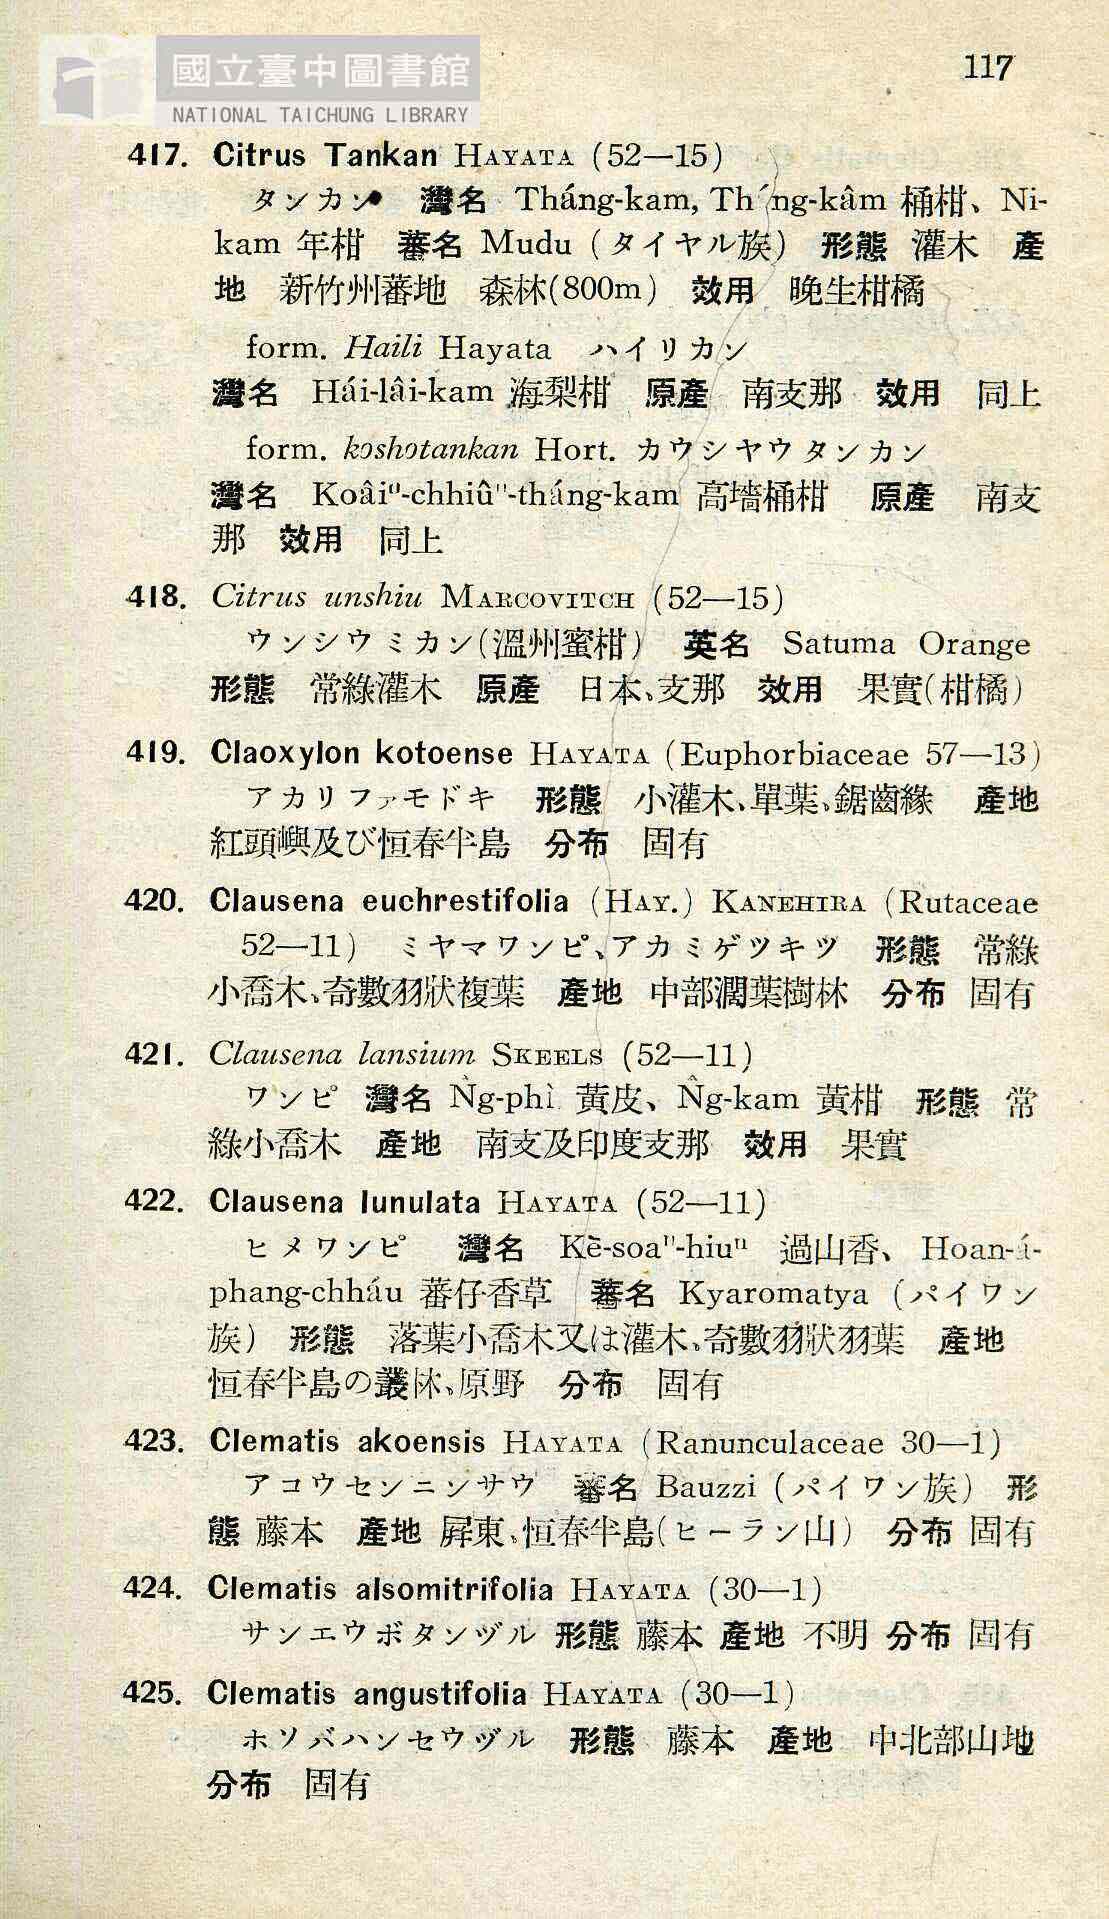 國立臺中圖書館
NATIONAL TAICHUNG LIBRARY
117
417. Citrus Tankan HAYATA (52—15)
タンカン 灣名 Tháng-kam, Th́ng-kâm 桶柑、Ni-
kam 年柑 蕃名 Mudu (タイヤル族) 形態 灌木 產
地 新竹州蕃地 森林(800m) 效用 晚生柑橘
form. Haili Hayata ハイリカン
灣名 Hái-lâi-kam 海梨柑 原產 南支那 效用 同上
form. koshotankan Hort. カウシヤウタンカン
灣名 Koâiⁿ-chhiûⁿ-tháng-kam 高墻桶柑 原產 南支
那 效用 同上
418. Citrus unshiu MARCOVITCH (52—15)
ウンシウミカン(溫州蜜柑) 英名 Satuma Orange
形態 常綠灌木 原產 日本、支那 效用 果實(柑橘)
419. Claoxylon kotoense HAYATA (Euphorbiaceae 57—13)
アカリファモドキ 形態 小灌木、單葉、鋸齒緣 產地
紅頭嶼及び恒春半島 分布 固有
420. Clausena euchrestifolia (HAY.) KANEHIRA (Rutaceae
52—11) ミヤマワンピ、アカミゲツキツ 形態 常綠
小喬木、奇數羽狀複葉 產地 中部濶葉樹林 分布 固有
421. Clausena lansium SKEELS (52—11)
ワンピ 灣名 N̂g-phì 黃皮、N̂g-kam 黃柑 形態 常
綠小喬木 產地 南支及印度支那 效用 果實
422. Clausena lunulata HAYATA (52—11)
ヒメワンピ 灣名 Kè-soaⁿ-hiuⁿ 過山香、Hoan-á-
phang-chháu 蕃仔香草 蕃名 Kyaromatya (パイワン
族) 形態 落葉小喬木又は灌木、奇數羽狀羽葉 產地
恒春半島の叢林、原野 分布 固有
423. Clematis akoensis HAYATA (Ranunculaceae 30—1)
アコウセンニンサウ 蕃名 Bauzzi (パイワン族) 形
態 藤本 產地 屛東、恒春半島(ヒーラン山) 分布 固有
424. Clematis alsomitrifolia HAYATA (30—1)
サンエウボタンヅル 形態 藤本 產地 不明 分布 固有
425. Clematis angustifolia HAYATA (30—1)
ホソバハンセウヅル 形態 藤本 產地 中北部山地
分布 固有